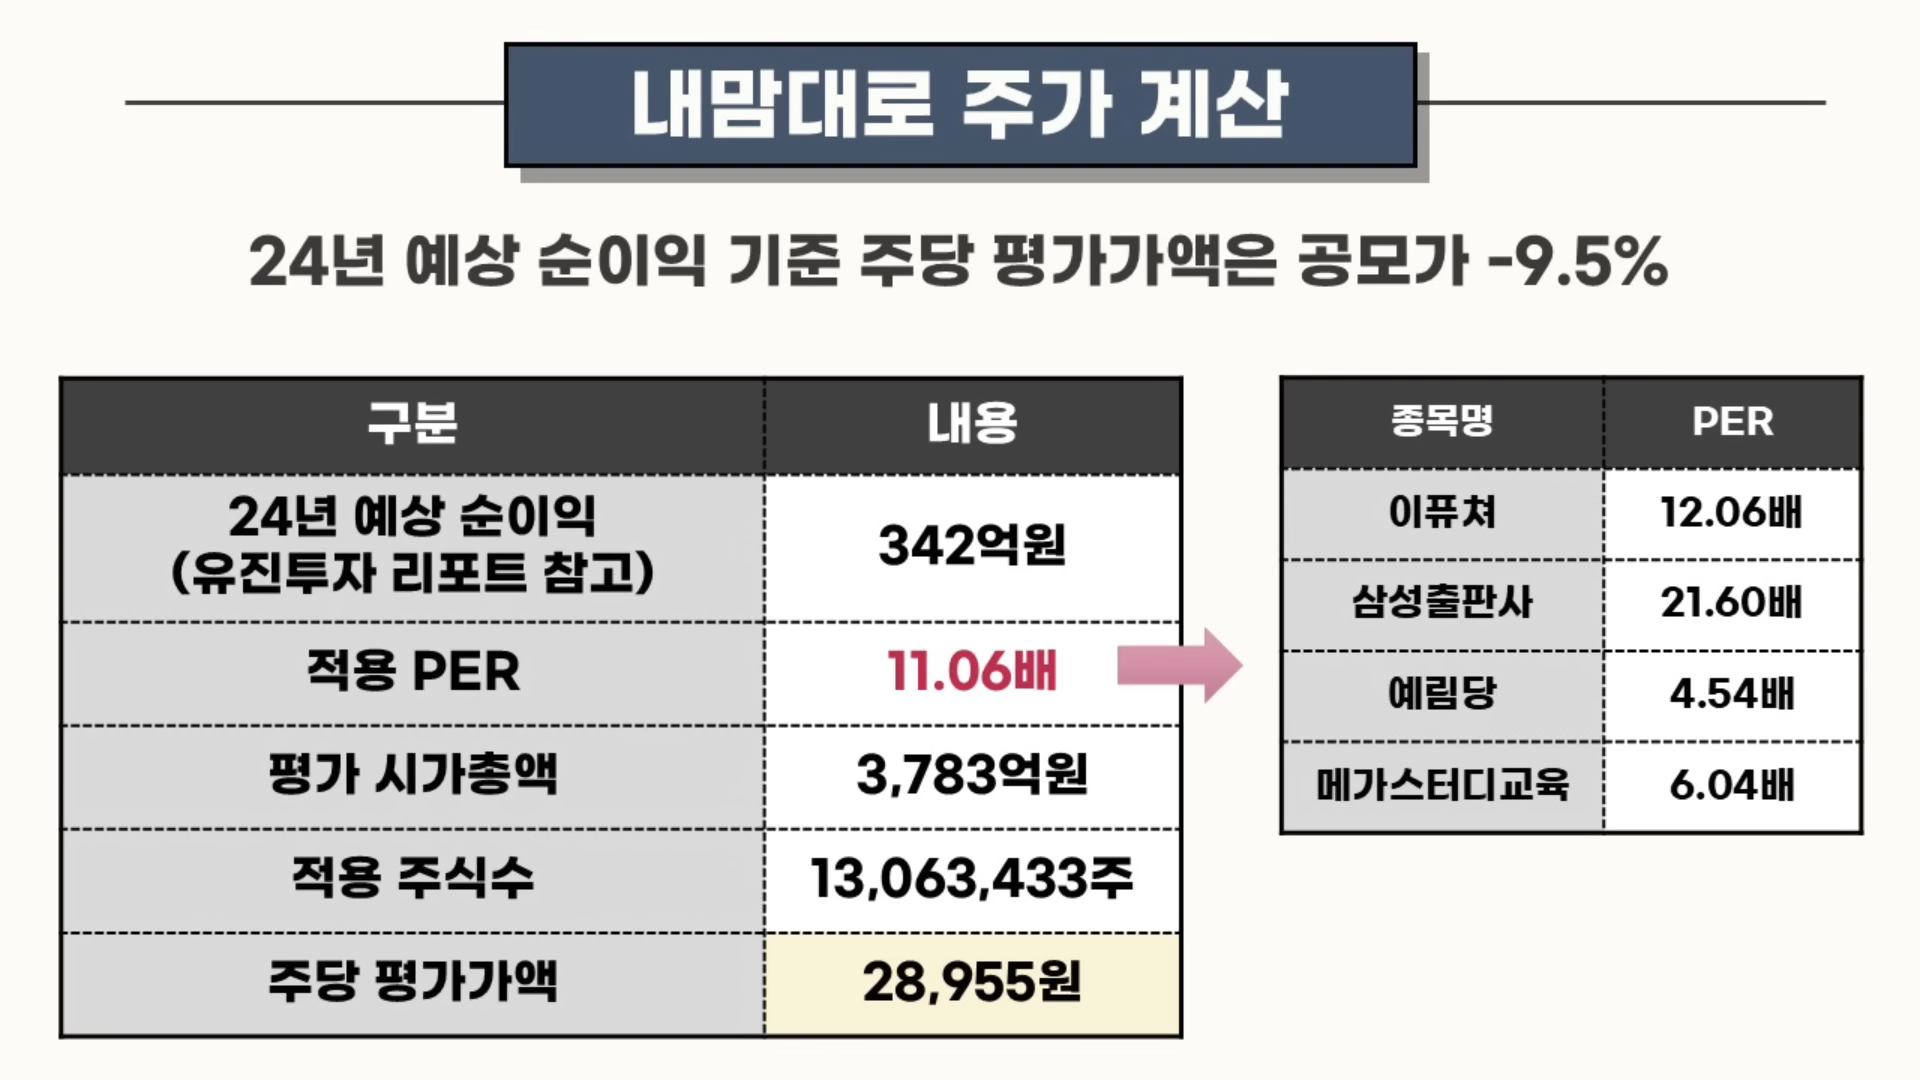 내맘대로 주가 계산
24년 예상 순이익 기준 주당 평가가액은 공모가 -9.5%
구분 내용
24년 예상 순이익
(유진투자 리포트 참고) 342억원
적용 PER 11.06배
평가 시가총액 3,783억원
적용 주식수 13,063,433주
주당 평가가액 28,955원
종목명 PER
이퓨쳐 12.06배
삼성출판사 21.60배
예림당 4.54배
메가스터디교육 6.04배